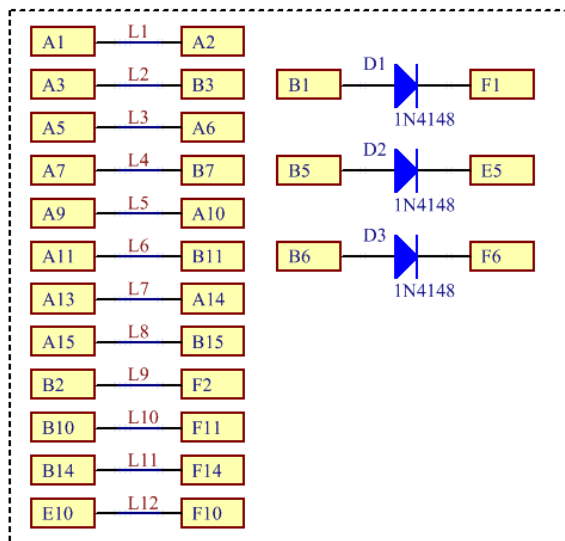 A1 L1 A2
A3 L2 B3
A5 L3 A6
A7 L4 B7
A9 L5 A10
A11 L6 B11
A13 L7 A14
A15 L8 B15
B2 L9 F2
B10 L10 F11
B14 L11 F14
E10 L12 F10
B1 D1 F1
1N4148
B5 D2 E5
1N4148
B6 D3 F6
1N4148